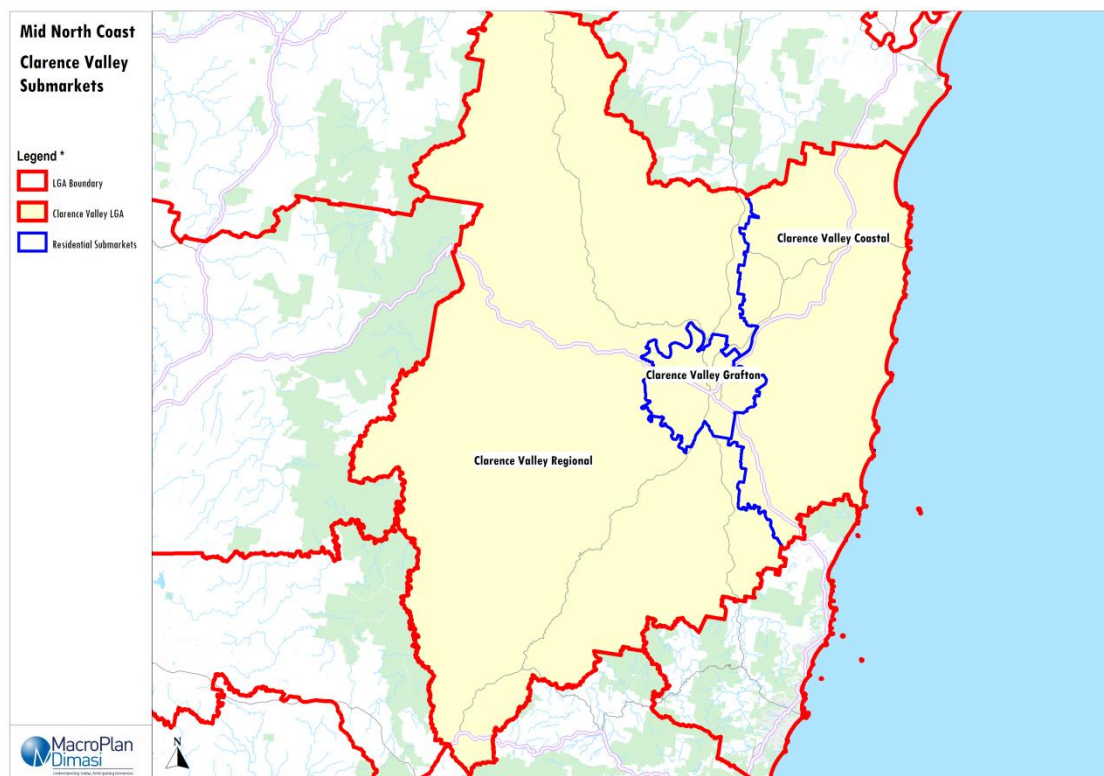 Mid North Coast
Clarence Valley
Submarkets
Legend *
LGA Boundary
Clarence Valley LGA
Residential Submarkets
Clarence Valley Coastal
Clarence Valley Grafton
Clarence Valley Regional
N
MacroPlan
Dimasi